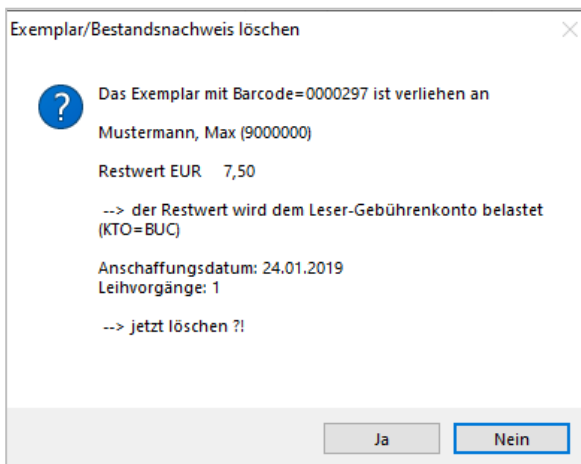 Exemplar/Bestandsnachweis löschen
Das Exemplar mit Barcode=0000297 ist verliehen an
Mustermann, Max (9000000)
Restwert EUR 7,50
--> der Restwert wird dem Leser-Gebührenkonto belastet
(KTO=BUC)
Anschaffungsdatum: 24.01.2019
Leihvorgänge: 1
--> jetzt löschen ?!
Ja
Nein